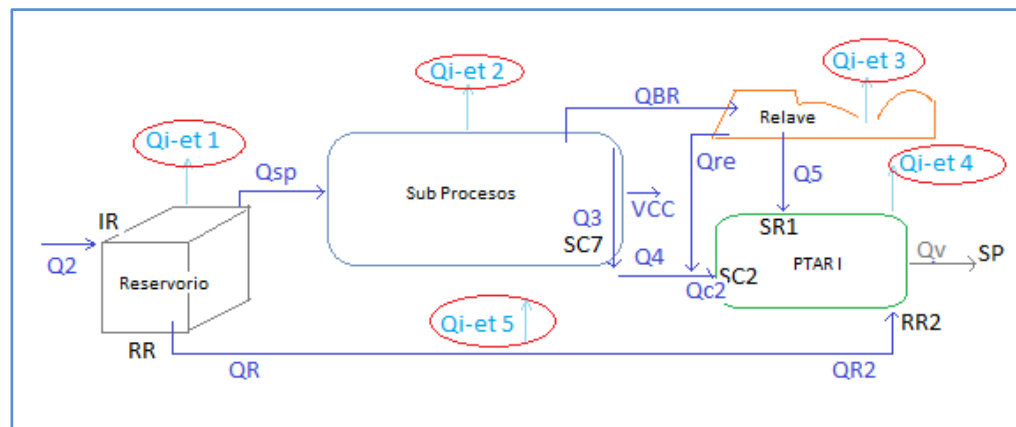 Qi-et 3
Qi-et 2
QBR
Relave
Qi-et 1
Qre
Q5
Qi-et 4
Qsp
Sub Procesos
VCC
Q3
IR
SC7
SR1
Q2
Q4
SC2
PTAR I
Qv
SP
Reservorio
Qc2
Qi-et 5
RR2
RR
QR
QR2